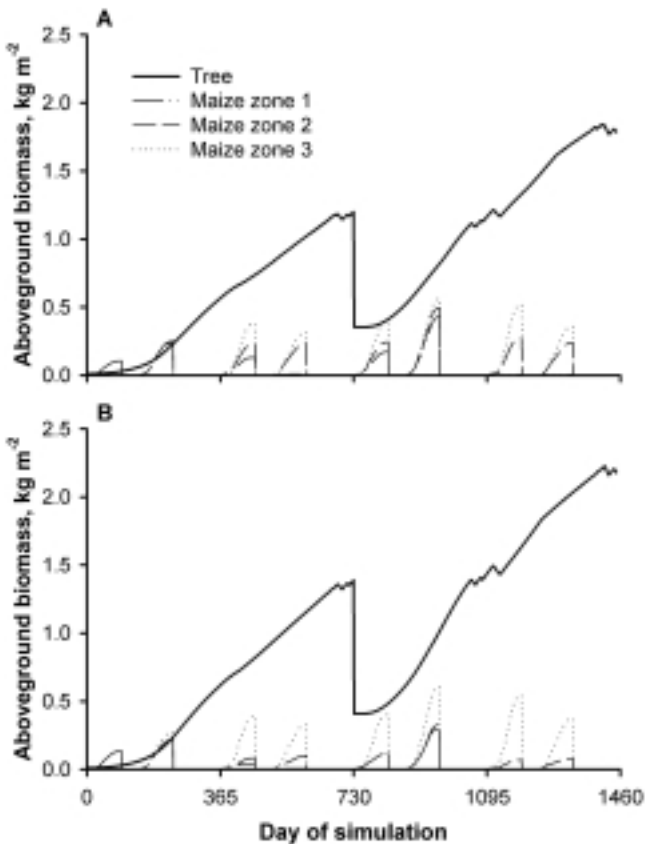 A
Aboveground biomass, kg m-2
2.5
2.0
1.5
1.0
0.5
0.0
Tree
Maize zone 1
Maize zone 2
Maize zone 3
B
Aboveground biomass, kg m-2
2.5
2.0
1.5
1.0
0.5
0.0
0 365 730 1095 1460
Day of simulation